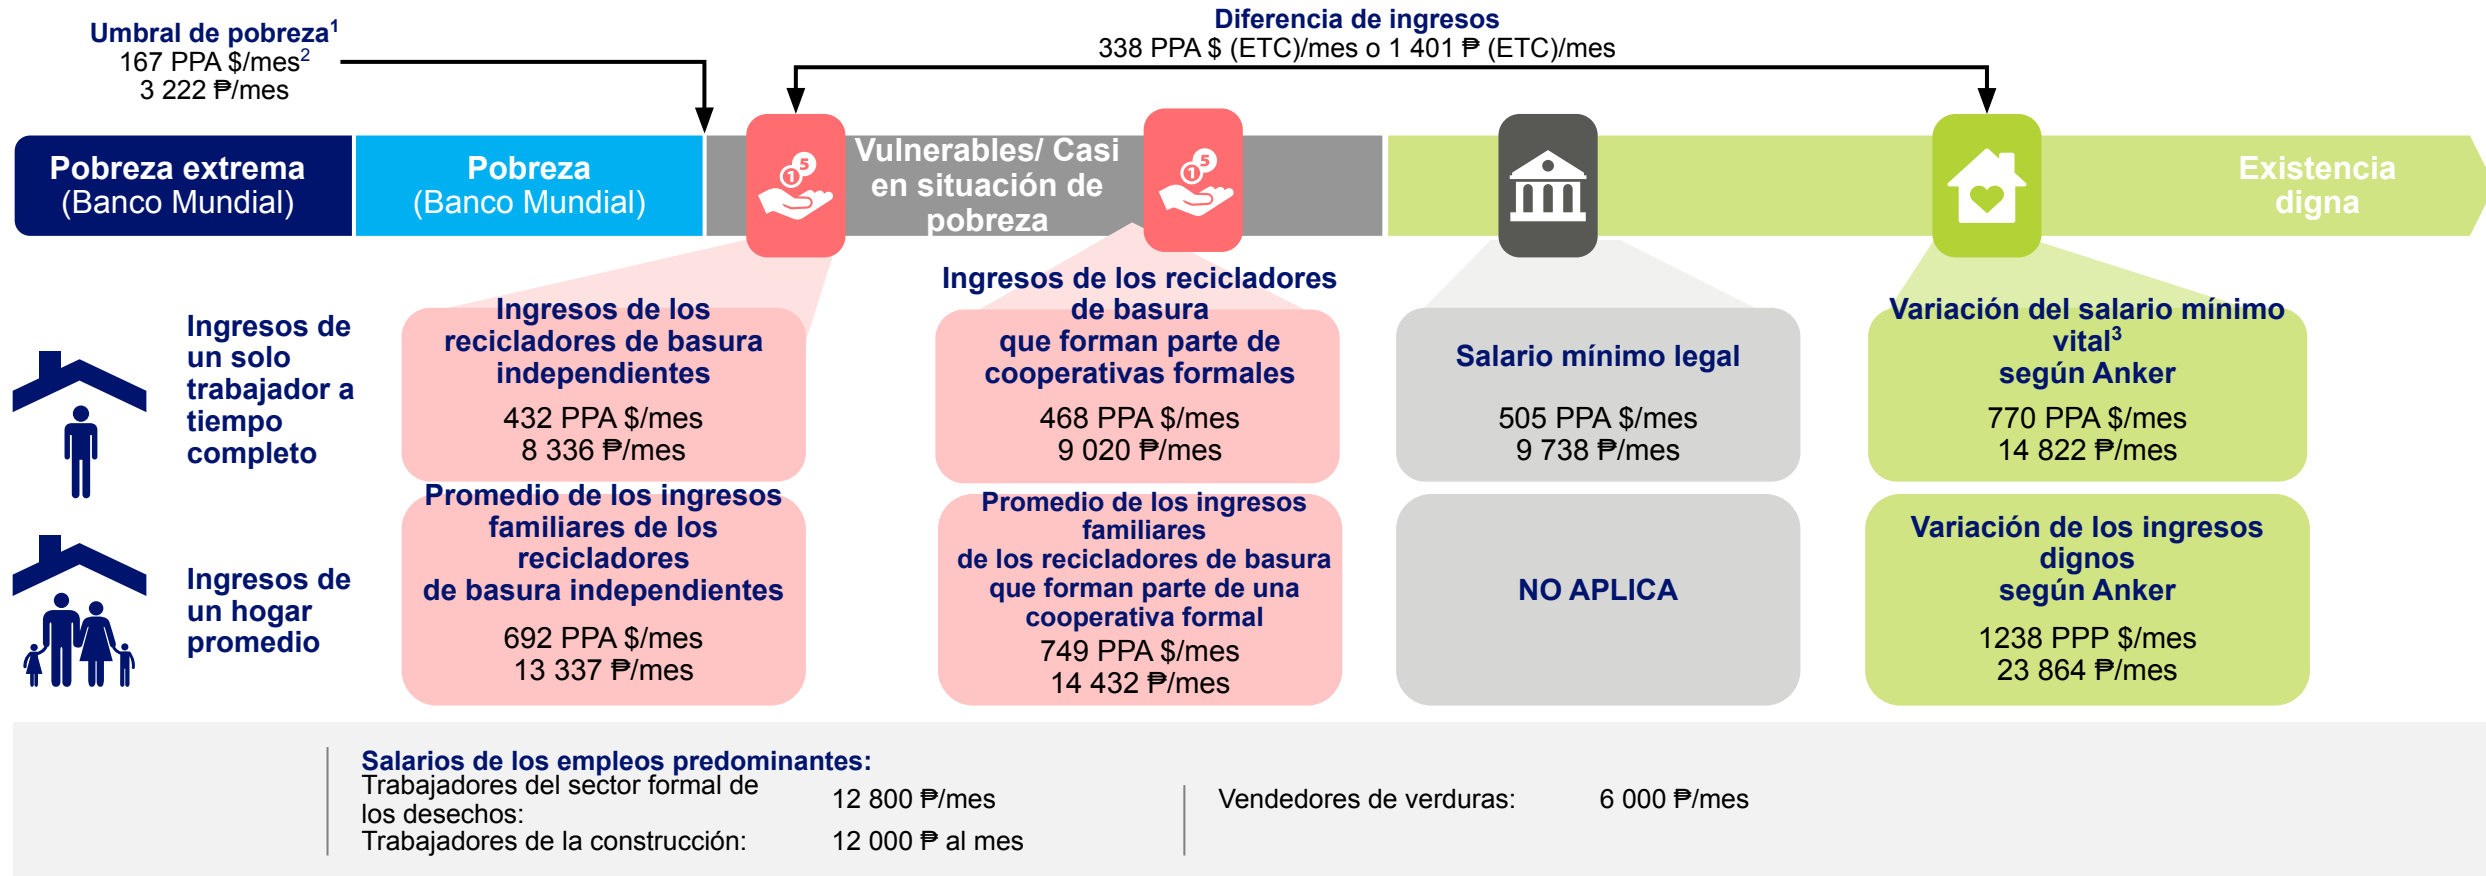 Umbral de pobreza1
167 PPA $/mes2
3 222 ₱/mes
Diferencia de ingresos
338 PPA $ (ETC)/mes o 1 401 ₱ (ETC)/mes
Pobreza extrema
(Banco Mundial)
Pobreza
(Banco Mundial)
Vulnerables/ Casi
en situación de
pobreza
Existencia
digna
Ingresos de
un solo
trabajador a
tiempo
completo
Ingresos de los
recicladores de basura
independientes
432 PPA $/mes
8 336 ₱/mes
Ingresos de los recicladores
de basura
que forman parte de
cooperativas formales
468 PPA $/mes
9 020 ₱/mes
Salario mínimo legal
505 PPA $/mes
9 738 ₱/mes
Variación del salario mínimo
vital3
según Anker
770 PPA $/mes
14 822 ₱/mes
Ingresos de
un hogar
promedio
Promedio de los ingresos
familiares de los
recicladores
de basura independientes
692 PPA $/mes
13 337 ₱/mes
Promedio de los ingresos
familiares
de los recicladores de basura
que forman parte de una
cooperativa formal
749 PPA $/mes
14 432 ₱/mes
NO APLICA
Variación de los ingresos
dignos
según Anker
1238 PPP $/mes
23 864 ₱/mes
Salarios de los empleos predominantes:
Trabajadores del sector formal de
los desechos:
12 800 ₱/mes
Trabajadores de la construcción:
12 000 ₱ al mes
Vendedores de verduras:
6 000 ₱/mes